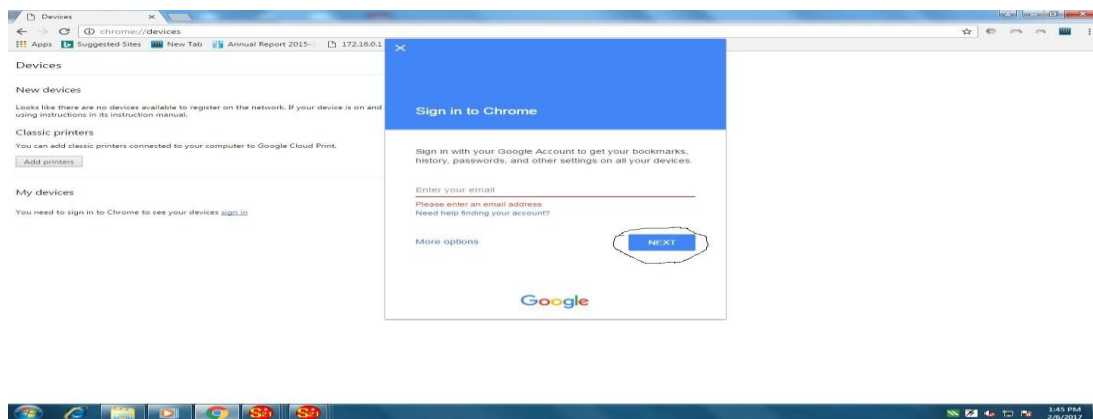 Devices
chrome://devices
Apps Suggested Sites New Tab Annual Report 2015- 172.16.0.1
Devices
New devices
Looks like there are no devices available to register on the network. If your device is on and
using instructions in its instruction manual.
Classic printers
You can add classic printers connected to your computer to Google Cloud Print.
Add printers
My devices
You need to sign in to Chrome to see your devices sign in
Sign in to Chrome
Sign in with your Google Account to get your bookmarks,
history, passwords, and other settings on all your devices.
Enter your email
Please enter an email address
Need help finding your account?
More options
NEXT
Google
1:45 PM
2/6/2017